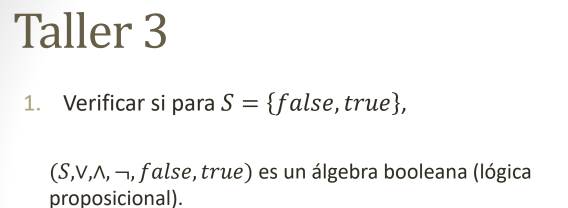 Taller 3
1. Verificar si para 𝑆 = {𝑓𝑎𝑙𝑠𝑒, 𝑡𝑟𝑢𝑒},
(𝑆,∨,∧, ¬, 𝑓𝑎𝑙𝑠𝑒, 𝑡𝑟𝑢𝑒) es un álgebra booleana (lógica
proposicional).